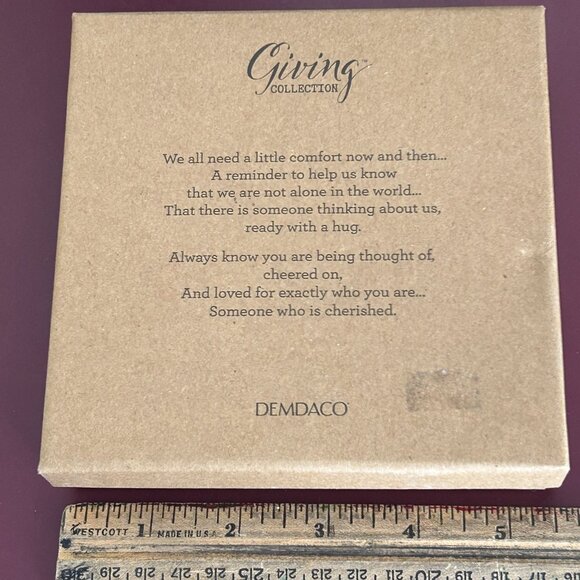 Giving™
COLLECTION
We all need a little comfort now and then...
A reminder to help us know
that we are not alone in the world...
That there is someone thinking about us,
ready with a hug.
Always know you are being thought of,
cheered on,
And loved for exactly who you are...
Someone who is cherished.
DEMDACO®
WESTCOTT 1 MADE IN U.S.A. 2 3 4 5